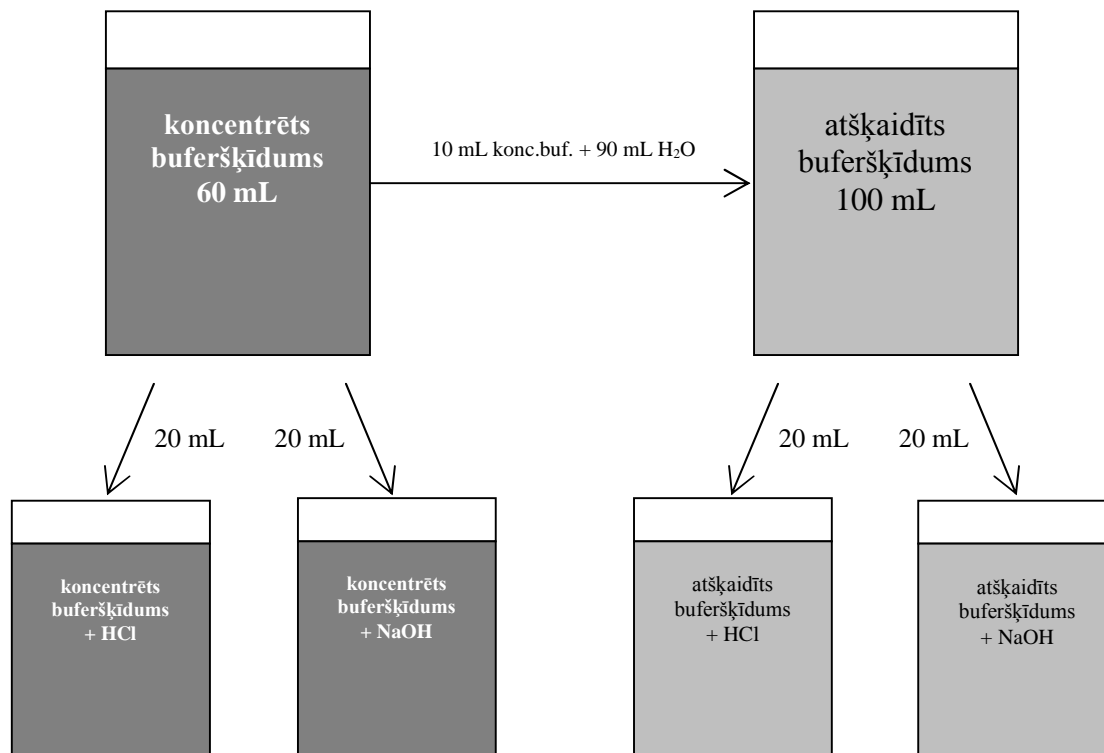 koncentrēts
buferšķīdums
60 mL
10 mL konc.buf. + 90 mL H₂O
atšķaidīts
buferšķīdums
100 mL
20 mL
20 mL
20 mL
20 mL
koncentrēts
buferšķīdums
+ HCl
koncentrēts
buferšķīdums
+ NaOH
atšķaidīts
buferšķīdums
+ HCl
atšķaidīts
buferšķīdums
+ NaOH